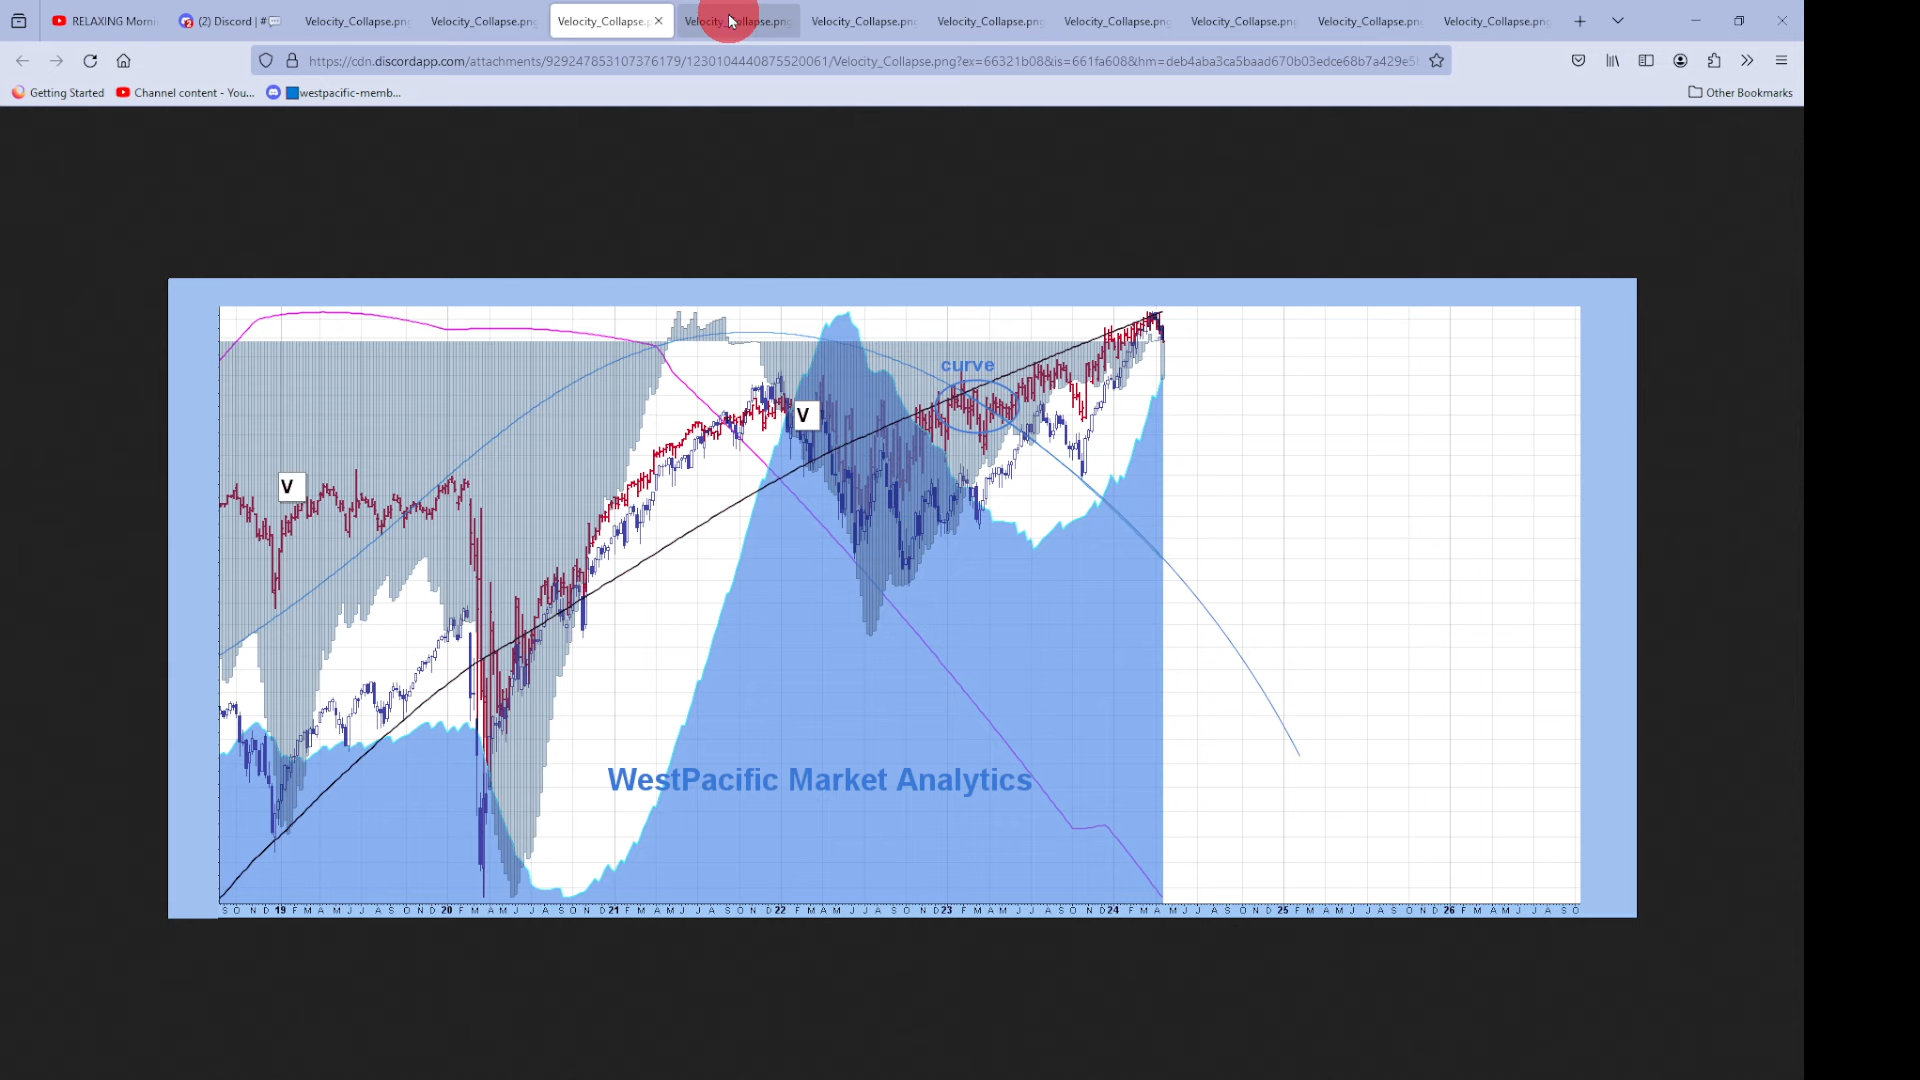 RELAXING Morni
(2) Discord | #
Velocity_Collapse.pn
Velocity_Collapse.pn
Velocity_Collapse.
Velocity_Collapse.png
Velocity_Collapse.pn
Velocity_Collapse.pn
Velocity_Collapse.pn
Velocity_Collapse.pn
Velocity_Collapse.pn
Velocity_Collapse.pn
https://cdn.discordapp.com/attachments/929247853107376179/1230104440875520061/Velocity_Collapse.png?ex=66321b08&is=661fa608&hm=deb4aba3ca5baad670b03edce68b7a429e5
Getting Started
Channel content - You...
westpacific-memb...
Other Bookmarks
curve
V
V
WestPacific Market Analytics
S O N D 19 F M A M J J A S O N D 20 F M A M J J A S O N D 21 F M A M J J A S O N D 22 F M A M J J A S O N D 23 F M A M J J A S O N D 24 F M A M J J A S O N D 25 F M A M J J A S O N D 26 F M A M J J A S O